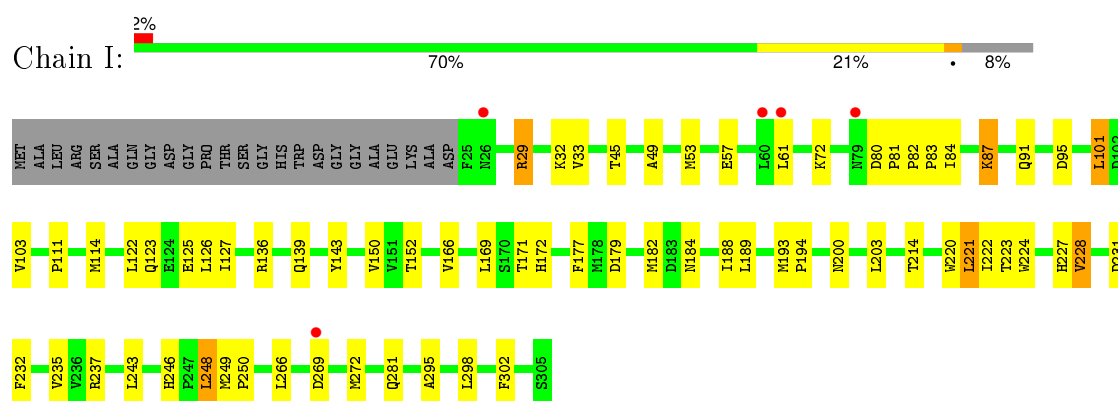 2%
Chain I:
70% 21% • 8%
MET ALA LEU ARG SER ALA GLN GLY ASP GLY PRO THR SER GLY HIS TRP ASP GLY GLY ALA GLU LYS ALA ASP F25 N26 R29 K32 V33 T45 A49 M53 E57 L60 L61 K72 N79 D80 D81 P82 P83 I84 K87 Q91 D95 L101 D102
V103 P111 M114 L122 Q123 E124 E125 L126 I127 R136 Q139 Y143 V150 V151 T152 V166 L169 S170 T171 H172 F177 M178 D179 M182 D183 N184 I188 L189 M193 P194 N200 L203 T214 W220 L221 I222 T223 W224 H227 V228 D231
F232 V235 V236 R237 L243 H246 P247 L248 M249 P250 L266 D269 M272 Q281 A295 L298 F302 S305